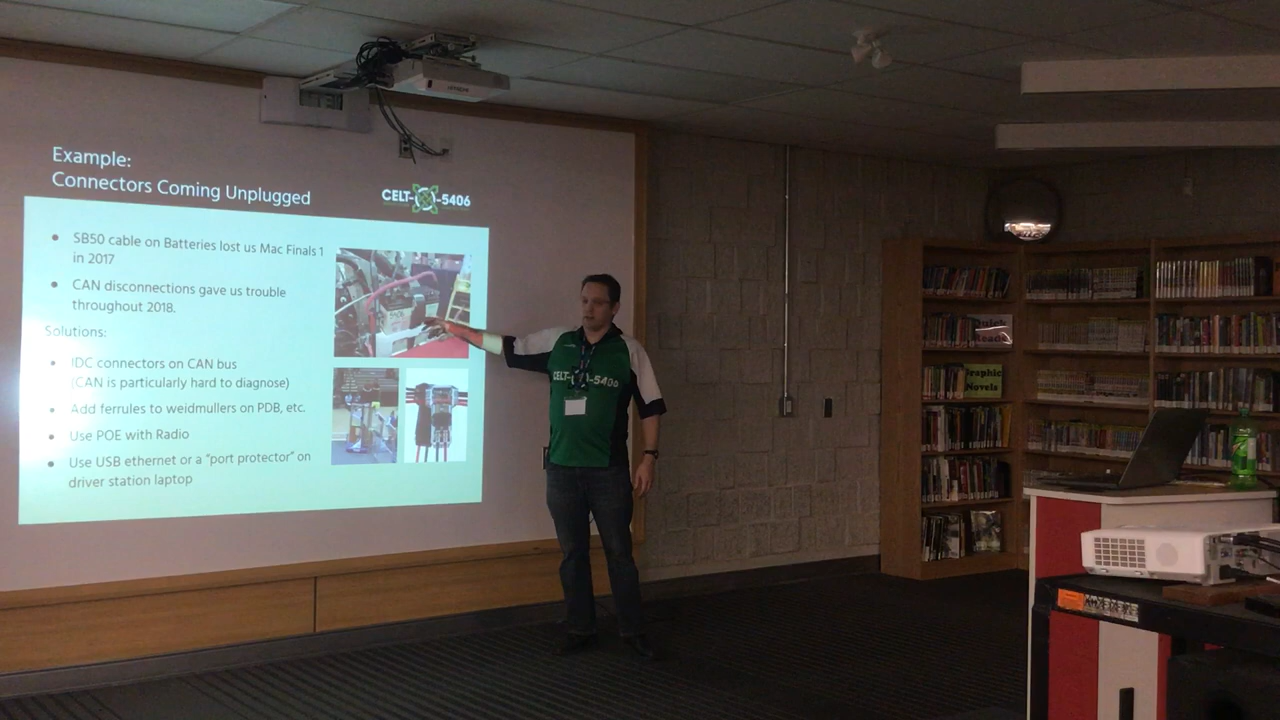 Example:
Connectors Coming Unplugged
CELT- -5406
SB50 cable on Batteries lost us Mac Finals 1
in 2017
CAN disconnections gave us trouble
throughout 2018.
Solutions:
IDC connectors on CAN bus
(CAN is particularly hard to diagnose)
Add ferrules to weidmullers on PDB, etc.
Use POE with Radio
Use USB ethernet or a “port protector” on
driver station laptop
CELT- -5406
Graphic
Novels